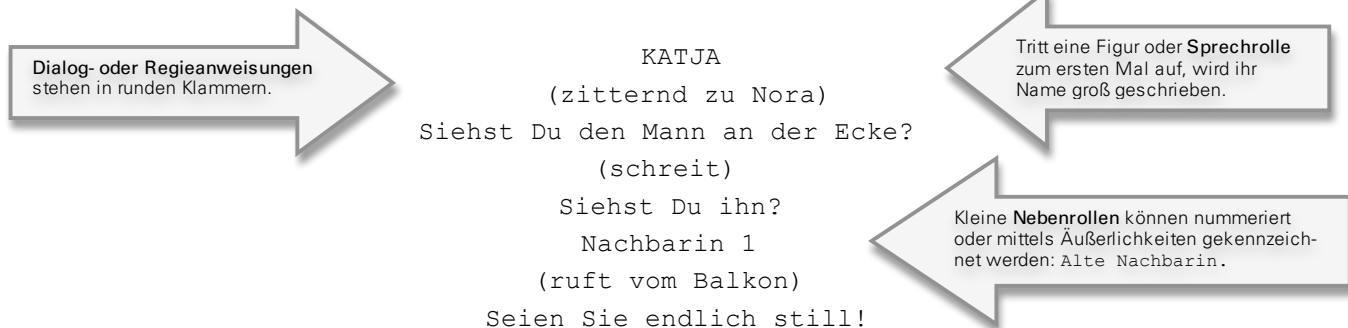 Dialog- oder Regieanweisungen
stehen in runden Klammern.
KATJA
(zitternd zu Nora)
Siehst Du den Mann an der Ecke?
(schreit)
Siehst Du ihn?
Nachbarin 1
(ruft vom Balkon)
Seien Sie endlich still!
Tritt eine Figur oder Sprechrolle
zum ersten Mal auf, wird ihr
Name groß geschrieben.
Kleine Nebenrollen können nummeriert
oder mittels Äußerlichkeiten gekennzeich-
net werden: Alte Nachbarin.